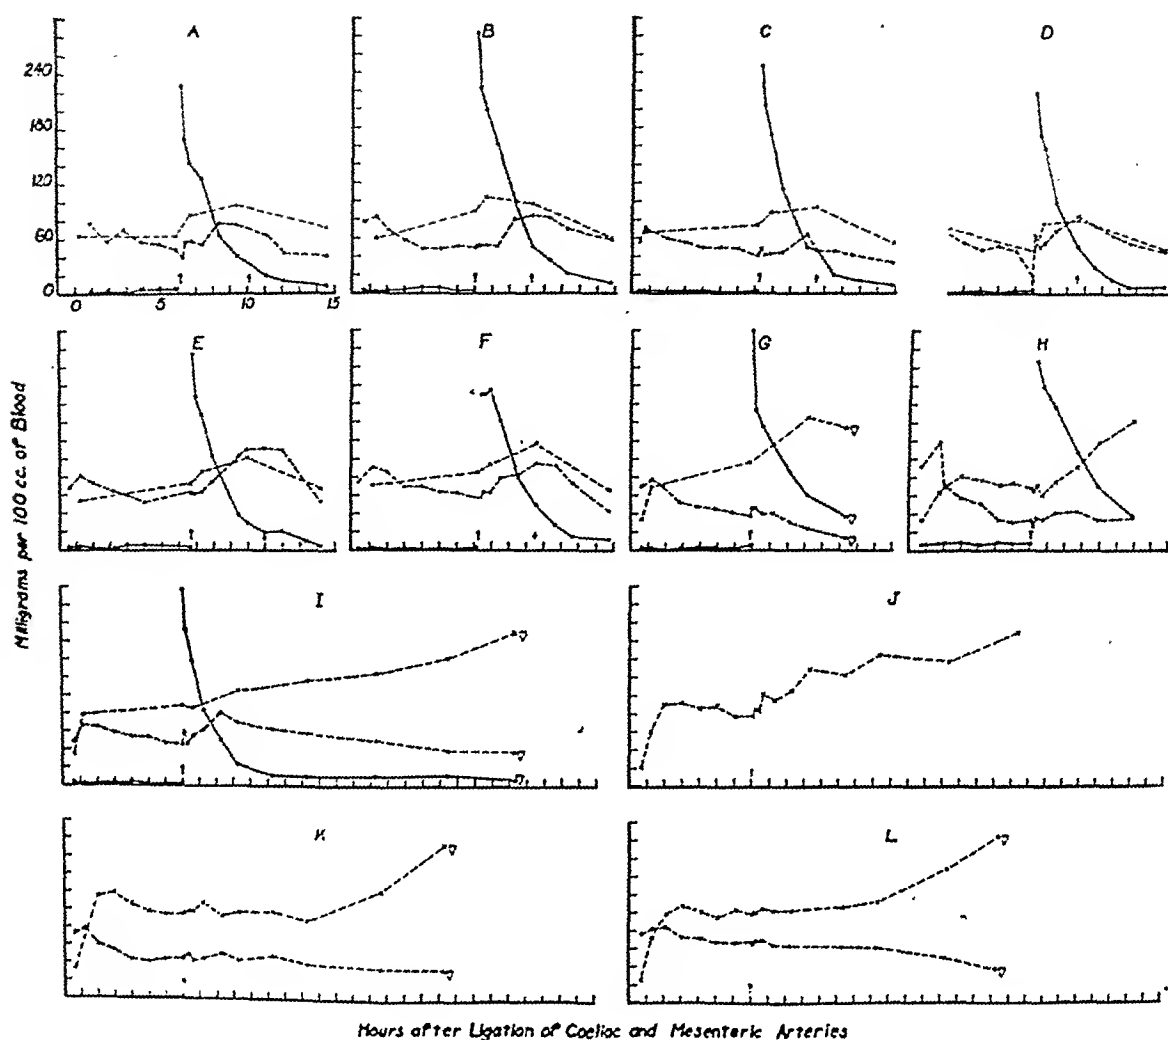 A B C D
240
180
120
60
0
0 5 10 15
E F G H
Milligrams per 100 cc. of Blood
I J
K L
Hours after Ligation of Coeliac and Mesenteric Arteries